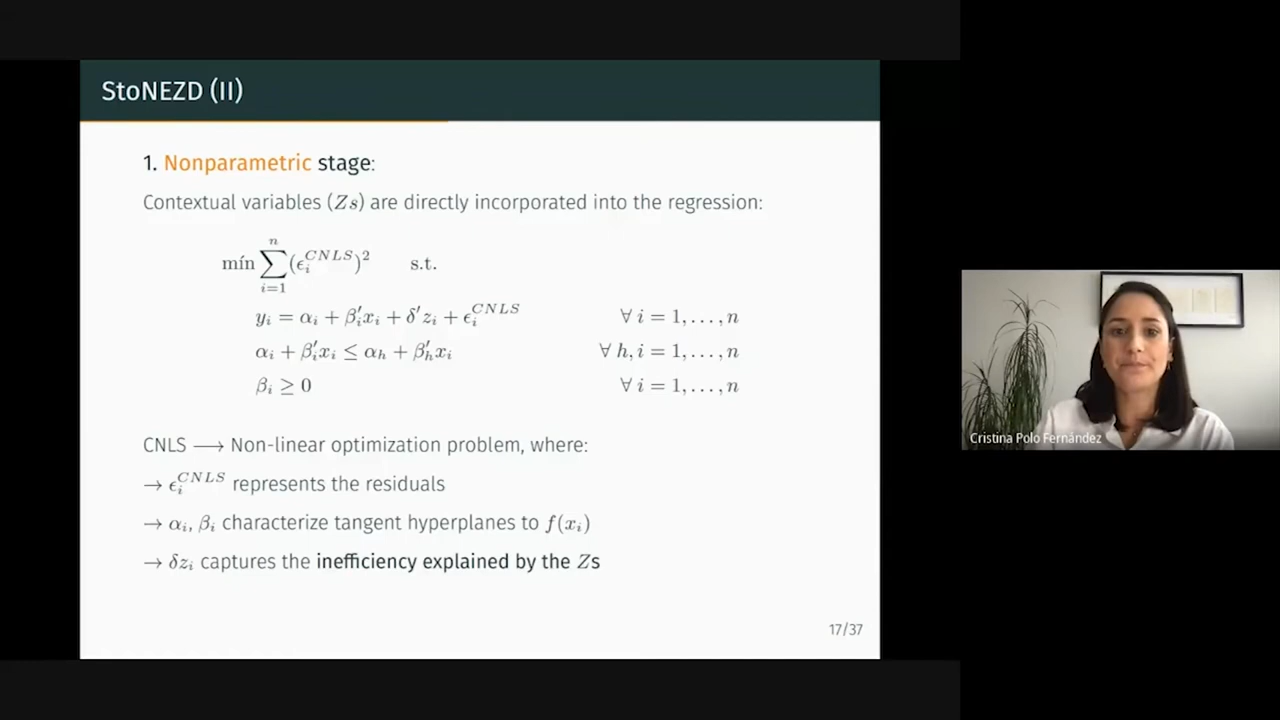 StoNEZD (II)
1. Nonparametric stage:
Contextual variables (Zs) are directly incorporated into the regression:
mín ∑_{i=1}^{n} (ϵ_i^{CNLS})^2 s.t.
y_i = α_i + β_i′x_i + δ′z_i + ϵ_i^{CNLS} ∀ i = 1, . . . , n
α_i + β_i′x_i ≤ α_h + β_h′x_i ∀ h, i = 1, . . . , n
β_i ≥ 0 ∀ i = 1, . . . , n
CNLS ⟶ Non-linear optimization problem, where:
→ ϵ_i^{CNLS} represents the residuals
→ α_i, β_i characterize tangent hyperplanes to f(x_i)
→ δz_i captures the inefficiency explained by the Zs
17/37
Cristina Polo Fernández